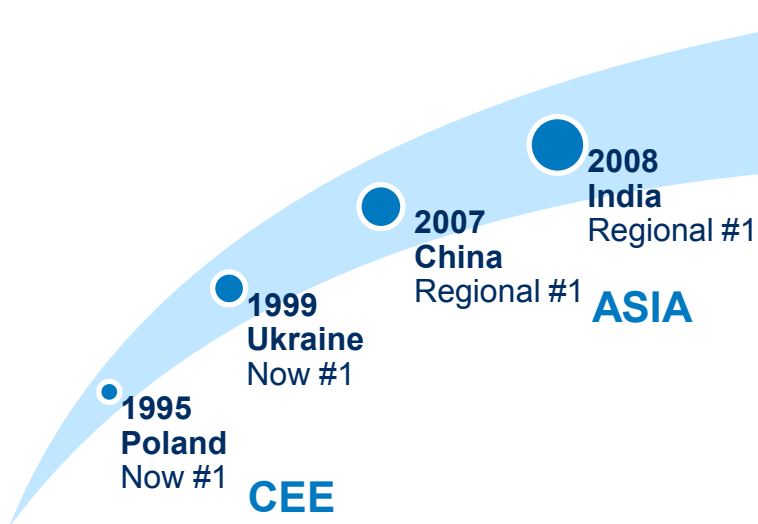 2008
India
Regional #1
2007
China
Regional #1
ASIA
1999
Ukraine
Now #1
1995
Poland
Now #1
CEE